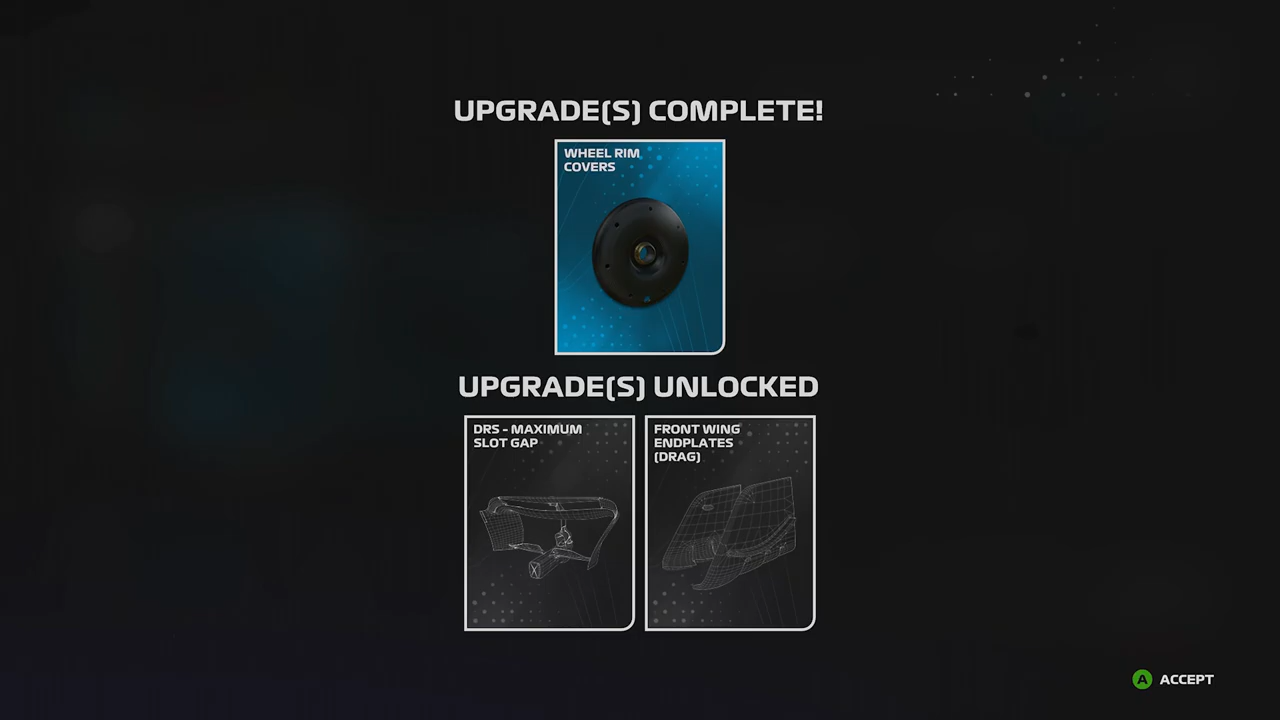 UPGRADE(S) COMPLETE!
WHEEL RIM
COVERS
UPGRADE(S) UNLOCKED
DRS - MAXIMUM
SLOT GAP
FRONT WING
ENDPLATES
(DRAG)
A ACCEPT